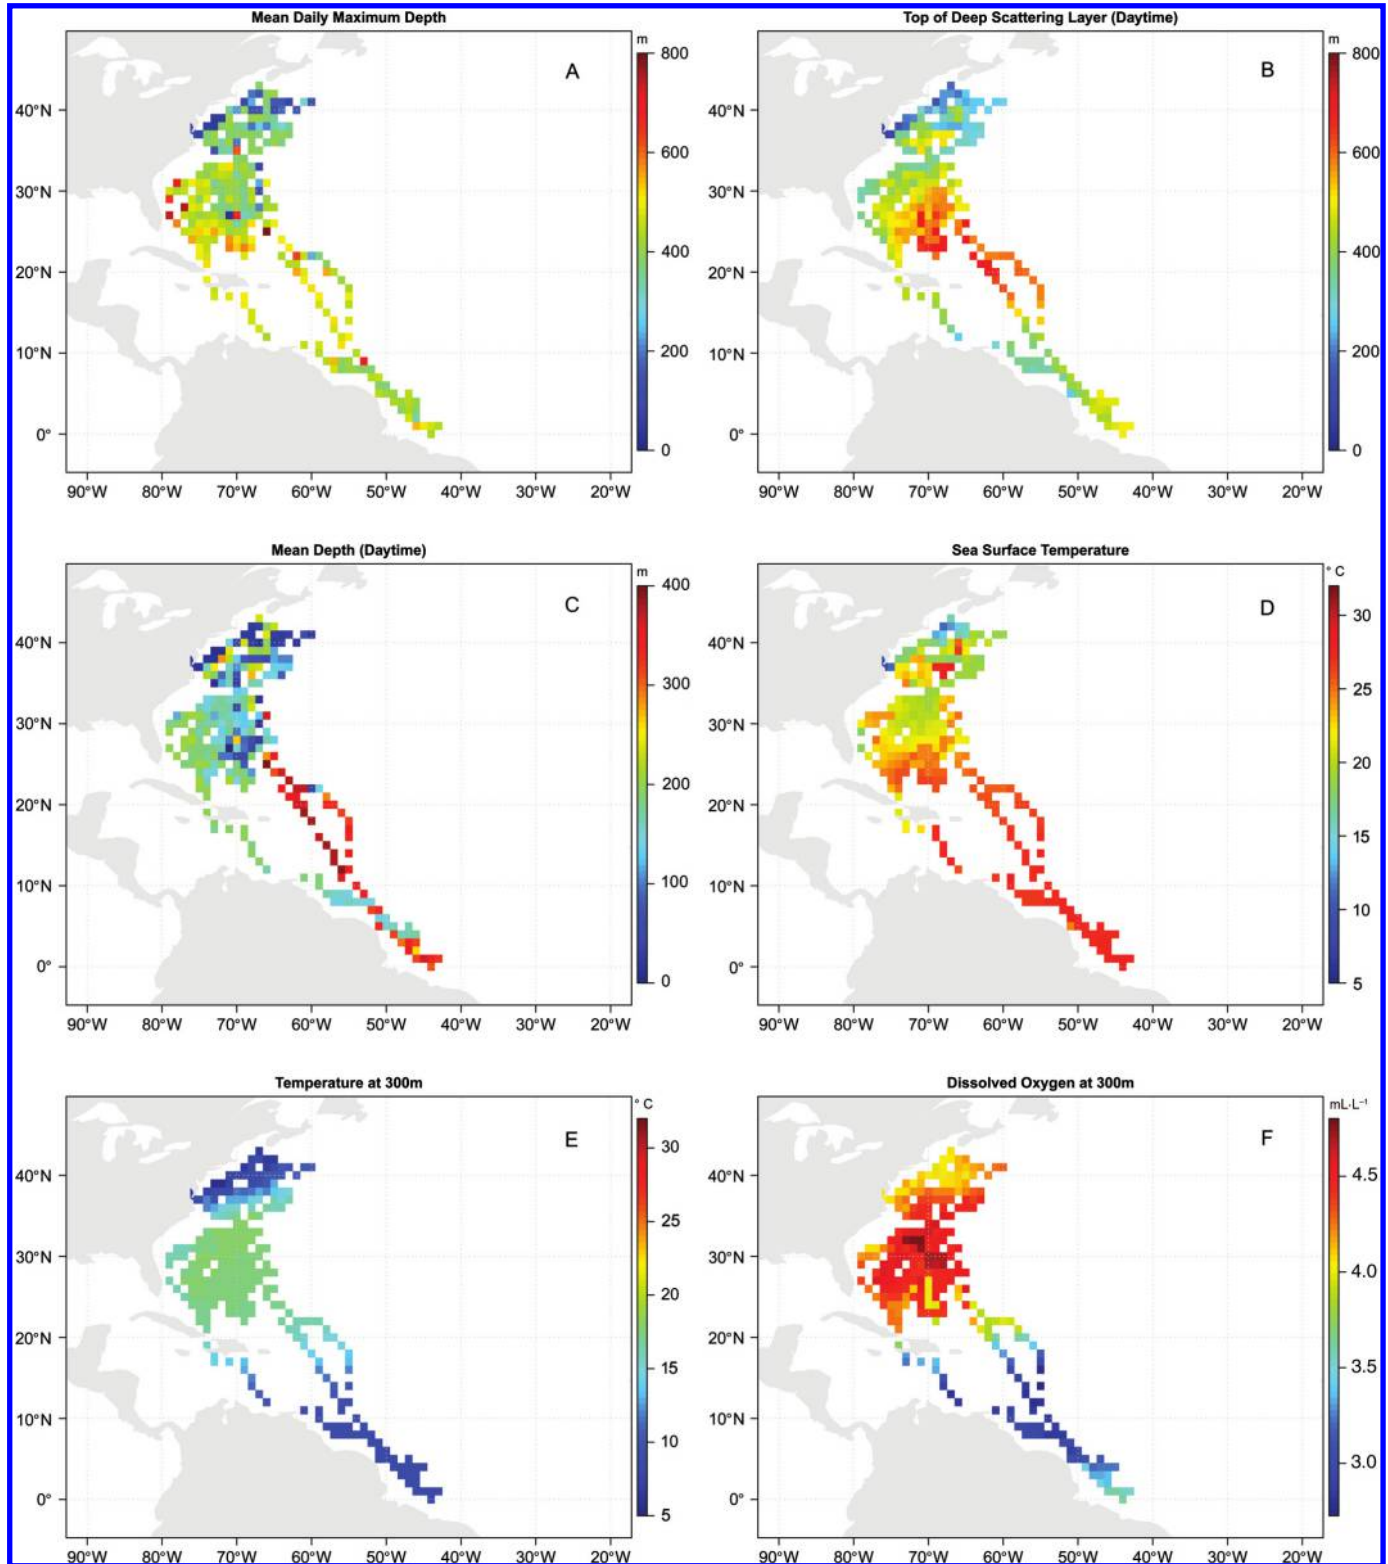 Mean Daily Maximum Depth
m
A
800
600
400
200
0
40°N
30°N
20°N
10°N
0°
90°W 80°W 70°W 60°W 50°W 40°W 30°W 20°W
Top of Deep Scattering Layer (Daytime)
m
B
800
600
400
200
0
40°N
30°N
20°N
10°N
0°
90°W 80°W 70°W 60°W 50°W 40°W 30°W 20°W
Mean Depth (Daytime)
m
C
400
300
200
100
0
40°N
30°N
20°N
10°N
0°
90°W 80°W 70°W 60°W 50°W 40°W 30°W 20°W
Sea Surface Temperature
° C
D
30
25
20
15
10
5
40°N
30°N
20°N
10°N
0°
90°W 80°W 70°W 60°W 50°W 40°W 30°W 20°W
Temperature at 300m
° C
E
30
25
20
15
10
5
40°N
30°N
20°N
10°N
0°
90°W 80°W 70°W 60°W 50°W 40°W 30°W 20°W
Dissolved Oxygen at 300m
mL·L⁻¹
F
4.5
4.0
3.5
3.0
40°N
30°N
20°N
10°N
0°
90°W 80°W 70°W 60°W 50°W 40°W 30°W 20°W